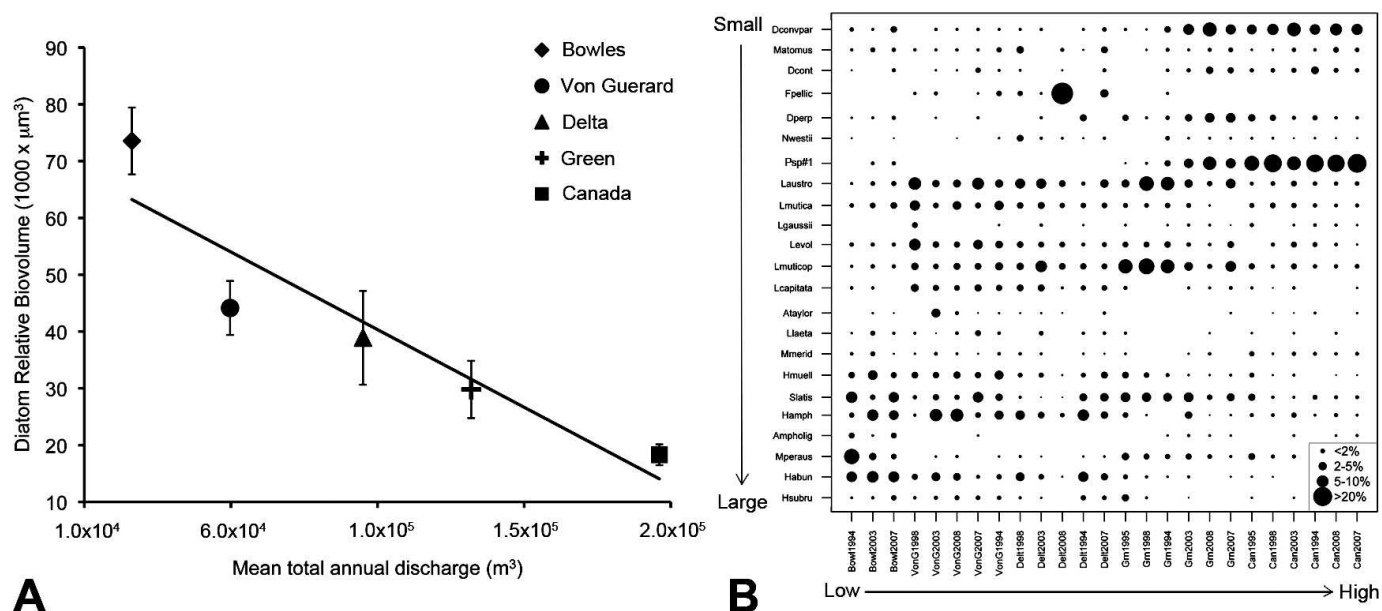 90
80
70
60
50
40
30
20
10
Diatom Relative Biovolume (1000 x µm³)
Bowles
Von Guerard
Delta
Green
Canada
1.0x10⁴
6.0x10⁴
1.0x10⁵
1.5x10⁵
2.0x10⁵
Mean total annual discharge (m³)
A
Small
Large
Dconvpar
Matomus
Dcont
Fpellic
Dperp
Nwestii
Psp#1
Laustro
Lmutica
Lgaussii
Levol
Lmuticop
Lcapitata
Ataylor
Llaeta
Mmerid
Hmuell
Slatis
Hamph
Ampholig
Mperaus
Habun
Hsubru
<2%
2-5%
5-10%
>20%
Bowl1994
Bowl2003
Bowl2007
VonG1998
VonG2003
VonG2008
VonG2007
VonG1994
Delt1998
Delt2003
Delt2008
Delt1994
Delt2007
Grn1995
Grn1998
Grn1994
Grn2003
Grn2008
Grn2007
Can1995
Can1998
Can2003
Can1994
Can2008
Can2007
Low
High
B